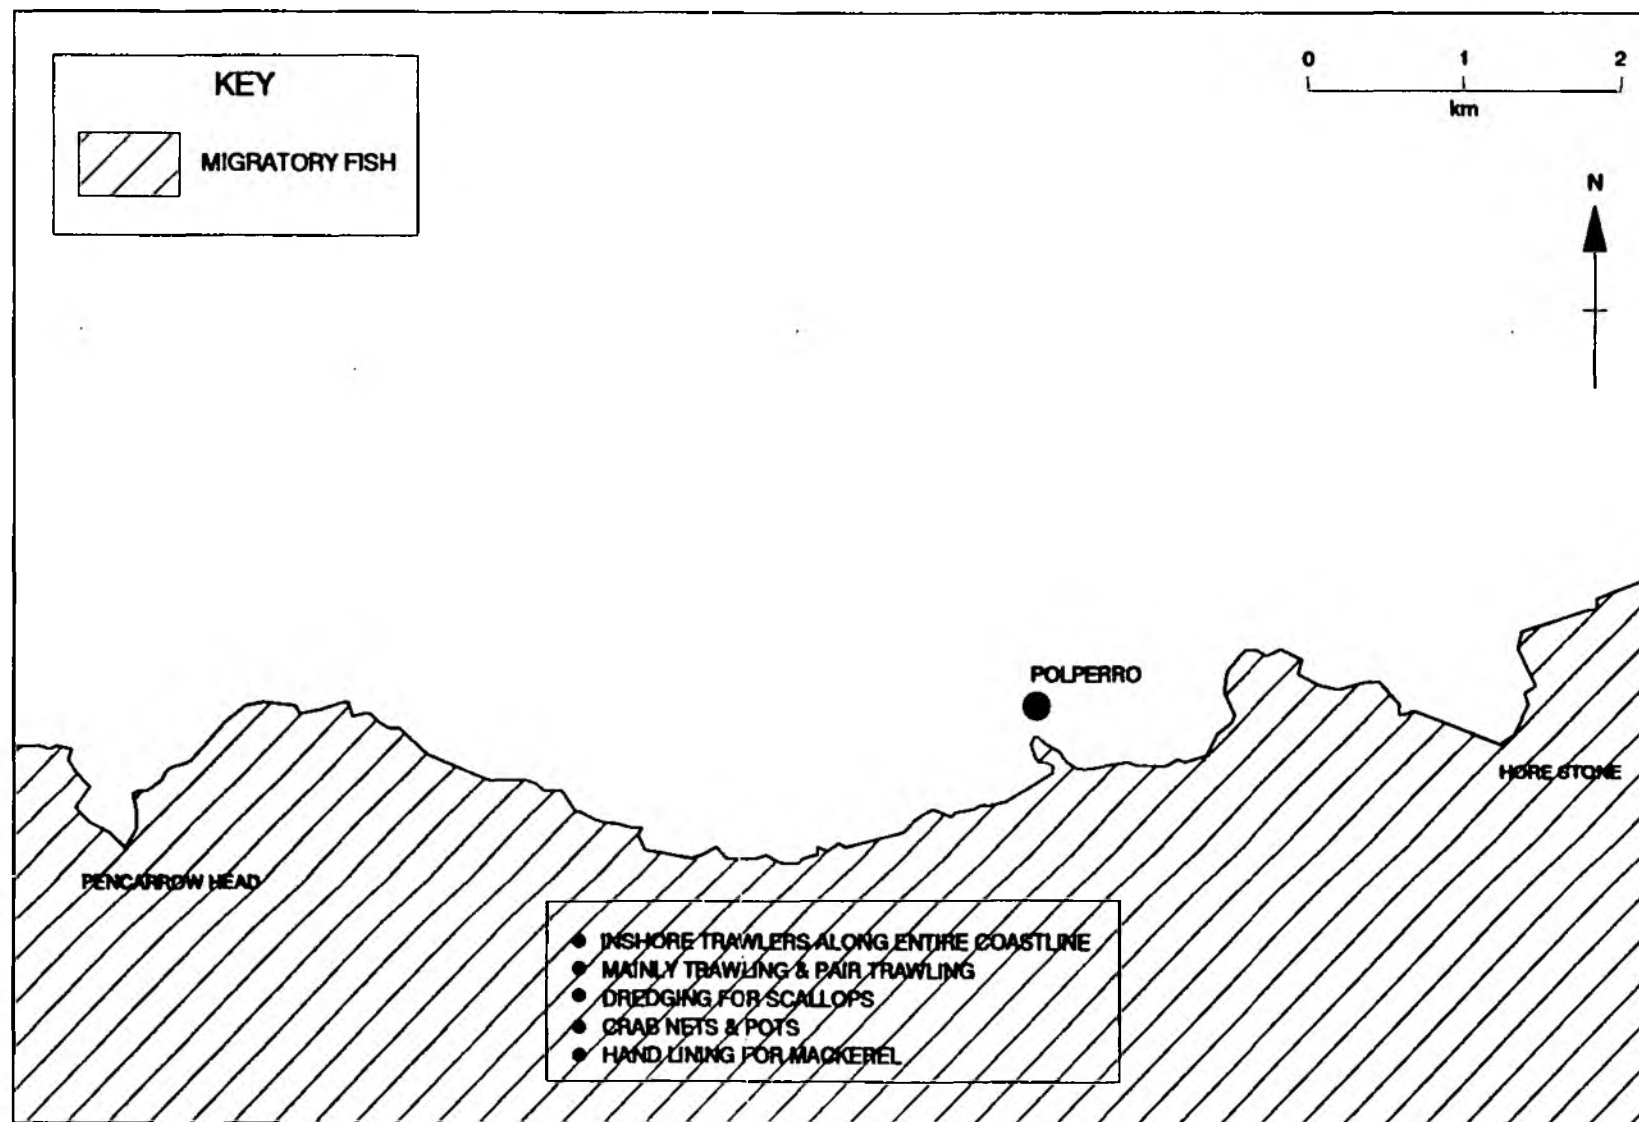 KEY
MIGRATORY FISH
0 1 2
km
N
POLPERRO
HORE STONE
PENCARROW HEAD
● INSHORE TRAWLERS ALONG ENTIRE COASTLINE
● MAINLY TRAWLING & PAIR TRAWLING
● DREDGING FOR SCALLOPS
● CRAB NETS & POTS
● HAND LINING FOR MACKEREL